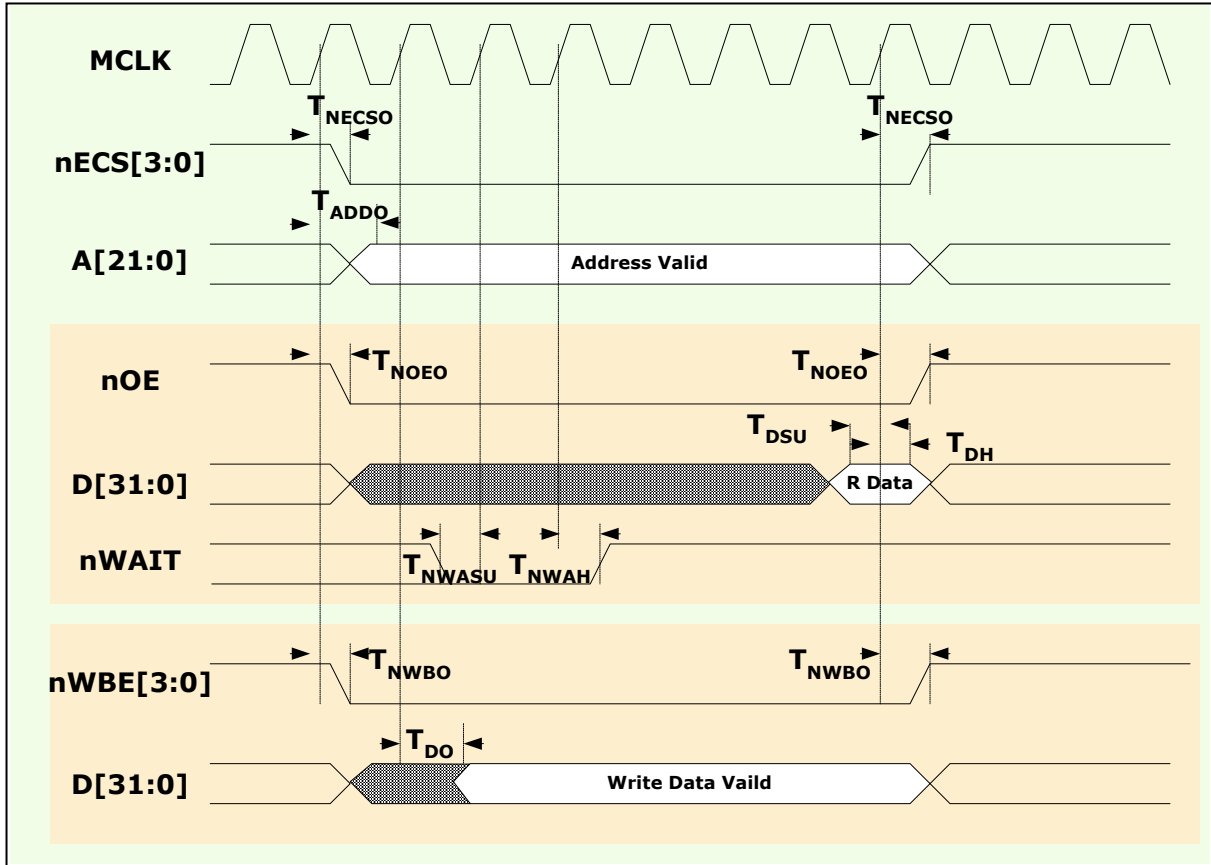 MCLK
TNECSO TNECSO
nECS[3:0]
TADDO
A[21:0] Address Valid
nOE TNOEO TNOEO
TDSU TDH
D[31:0] R Data
nWAIT TNWASU TNWAH
nWBE[3:0] TNWBO TNWBO
TDO
D[31:0] Write Data Vaild